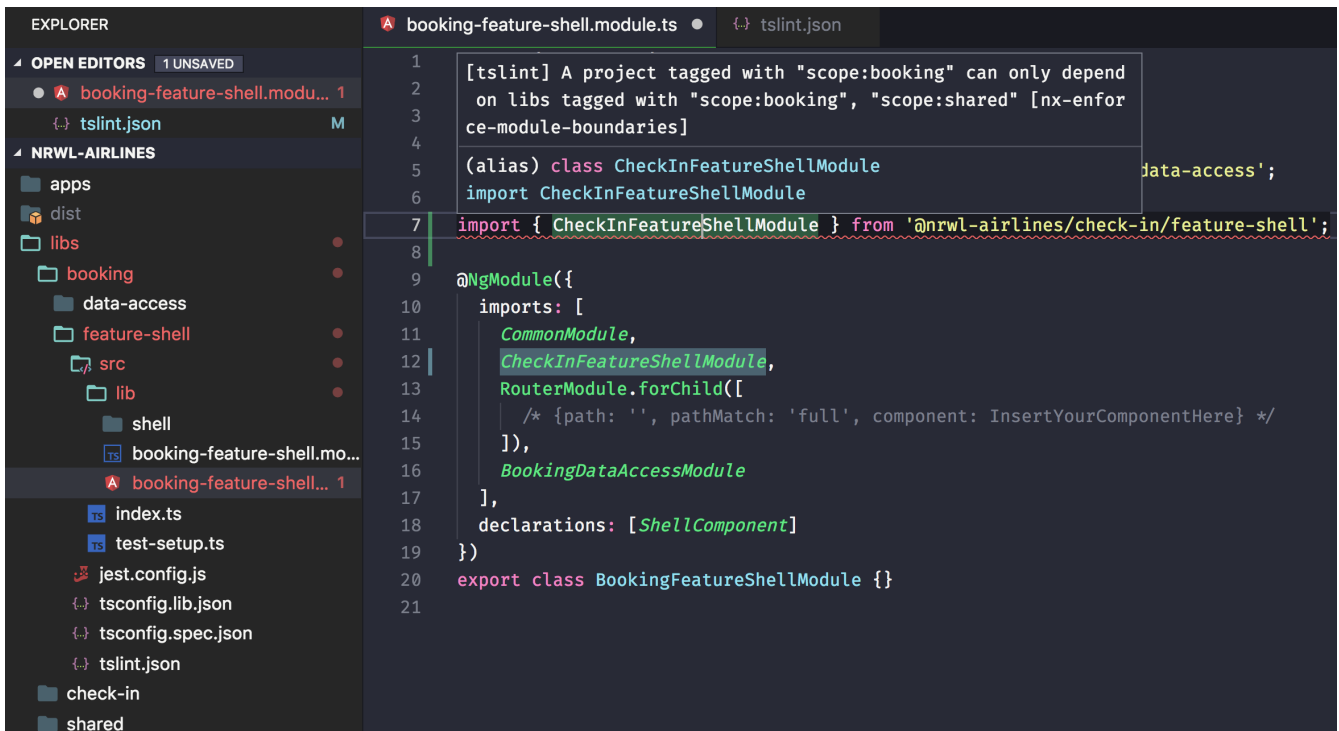 EXPLORER
OPEN EDITORS 1 UNSAVED
booking-feature-shell.modu... 1
{..} tslint.json M
NRWL-AIRLINES
apps
dist
libs
booking
data-access
feature-shell
src
lib
shell
TS booking-feature-shell.mo...
booking-feature-shell... 1
TS index.ts
TS test-setup.ts
jest.config.js
{..} tsconfig.lib.json
{..} tsconfig.spec.json
{..} tslint.json
check-in
shared
booking-feature-shell.module.ts ● {..} tslint.json
1
2
3
4
5 data-access';
6
[tslint] A project tagged with "scope:booking" can only depend
on libs tagged with "scope:booking", "scope:shared" [nx-enfor
ce-module-boundaries]
(alias) class CheckInFeatureShellModule
import CheckInFeatureShellModule
7 import { CheckInFeatureShellModule } from '@nrwl-airlines/check-in/feature-shell';
8
9 @NgModule({
10 imports: [
11 CommonModule,
12 CheckInFeatureShellModule,
13 RouterModule.forChild([
14 /* {path: '', pathMatch: 'full', component: InsertYourComponentHere} */
15 ]),
16 BookingDataAccessModule
17 ],
18 declarations: [ShellComponent]
19 })
20 export class BookingFeatureShellModule {}
21